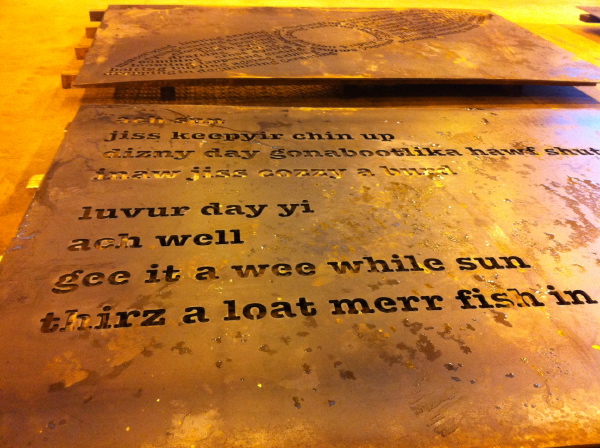 ach sun
jiss keepyir chin up
dizny day gonabootlika hawf shut
inaw jiss cozzy a burd
luvur day yi
ach well
gee it a wee while sun
thirz a loat merr fish in